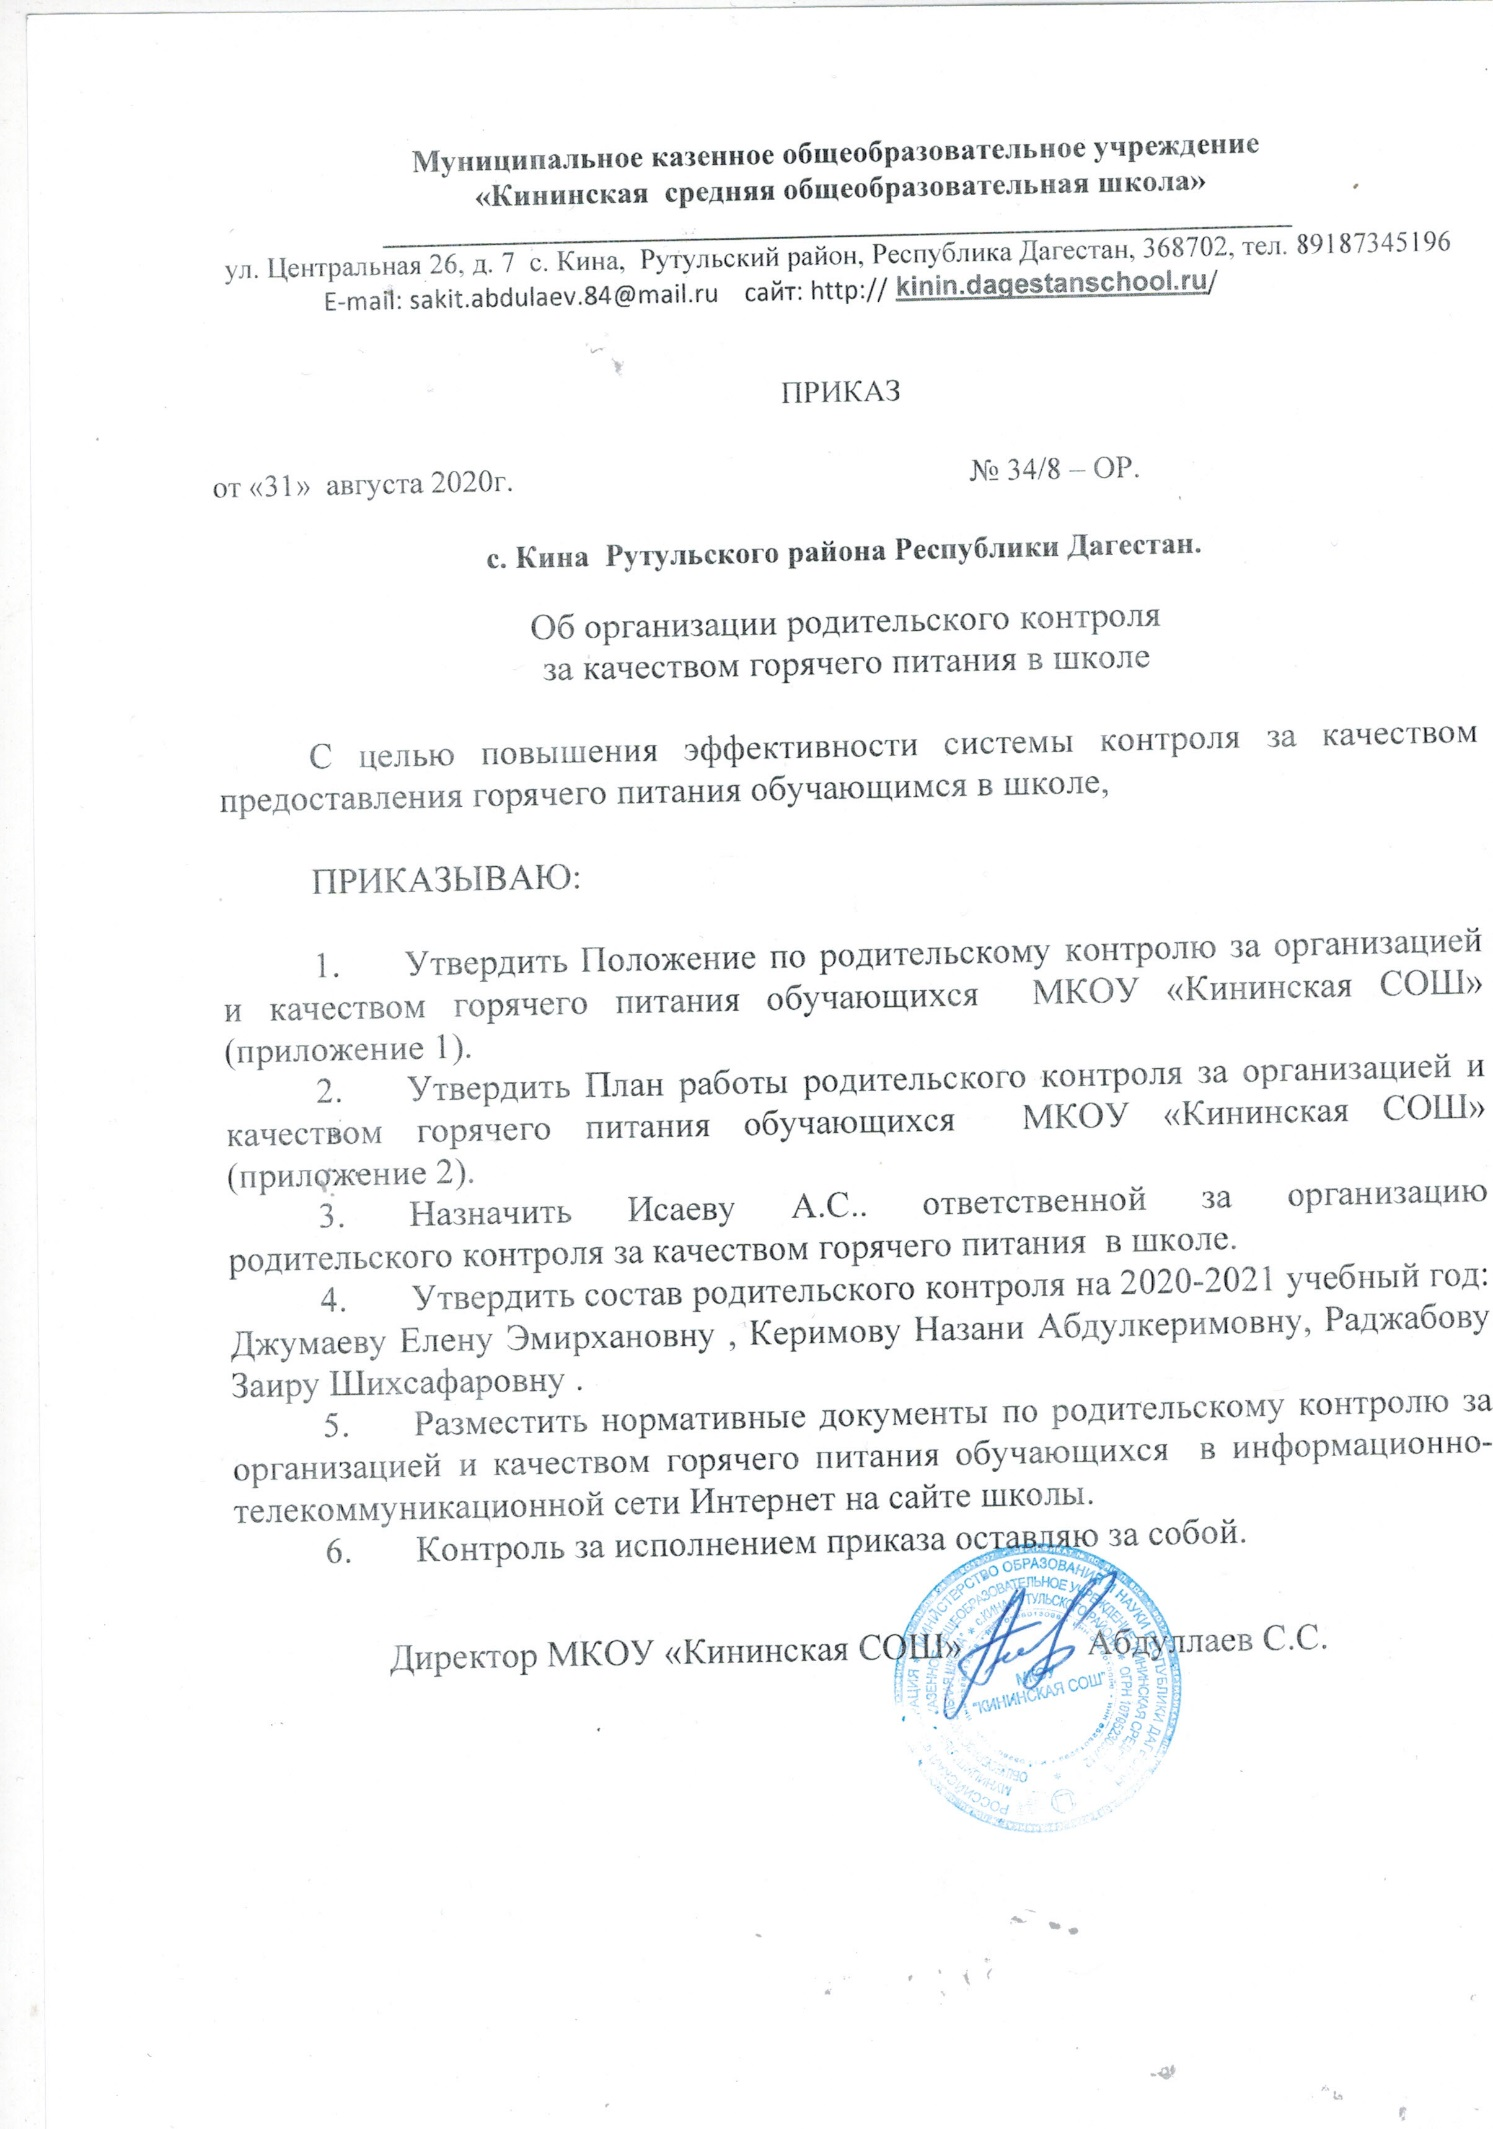 Муниципальное казенное общеобразовательное учреждение
«Кининская средняя общеобразовательная школа»
ул. Центральная 26, д. 7 с. Кина, Рутульский район, Республика Дагестан, 368702, тел. 89187345196
E-mail: sakit.abdulaev.84@mail.ru сайт: http:// kinin.dagestanschool.ru/
ПРИКАЗ
от «31» августа 2020г. № 34/8 – ОР.
с. Кина Рутульского района Республики Дагестан.
Об организации родительского контроля
за качеством горячего питания в школе
С целью повышения эффективности системы контроля за качеством
предоставления горячего питания обучающимся в школе,
ПРИКАЗЫВАЮ:
1. Утвердить Положение по родительскому контролю за организацией
и качеством горячего питания обучающихся МКОУ «Кининская СОШ»
(приложение 1).
2. Утвердить План работы родительского контроля за организацией и
качеством горячего питания обучающихся МКОУ «Кининская СОШ»
(приложение 2).
3. Назначить Исаеву А.С.. ответственной за организацию
родительского контроля за качеством горячего питания в школе.
4. Утвердить состав родительского контроля на 2020-2021 учебный год:
Джумаеву Елену Эмирхановну , Керимову Назани Абдулкеримовну, Раджабову
Заиру Шихсафаровну .
5. Разместить нормативные документы по родительскому контролю за
организацией и качеством горячего питания обучающихся в информационно-
телекоммуникационной сети Интернет на сайте школы.
6. Контроль за исполнением приказа оставляю за собой.
Директор МКОУ «Кининская СОШ» Абдуллаев С.С.
МИНИСТЕРСТВО ОБРАЗОВАНИЯ И НАУКИ РЕСПУБЛИКИ
МКОУ
"КИНИНСКАЯ СОШ"